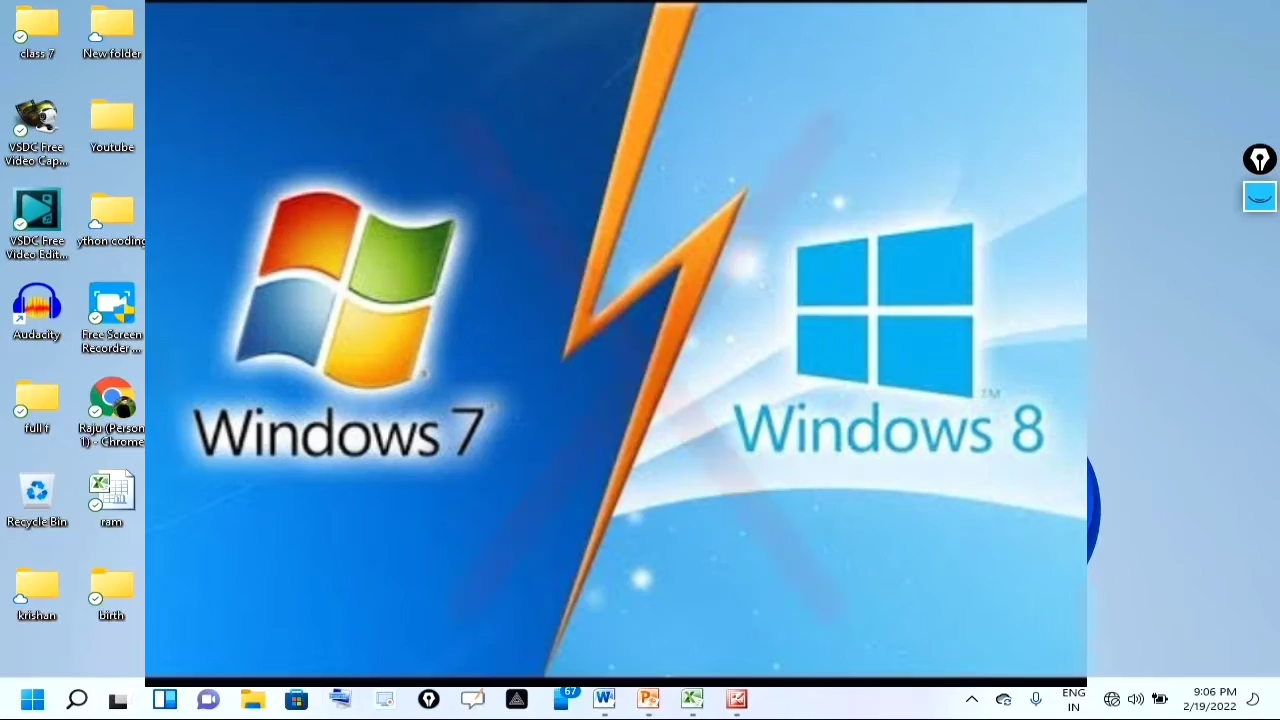 class 7
New folder
VSDC Free
Video Cap...
Youtube
VSDC Free
Video Edit...
ython coding
Audacity
Free Screen
Recorder ...
full f
Raju (Person
1) - Chrome
Recycle Bin
ram
krishan
birth
Windows 7
Windows 8
TM
67
ENG
IN
9:06 PM
2/19/2022